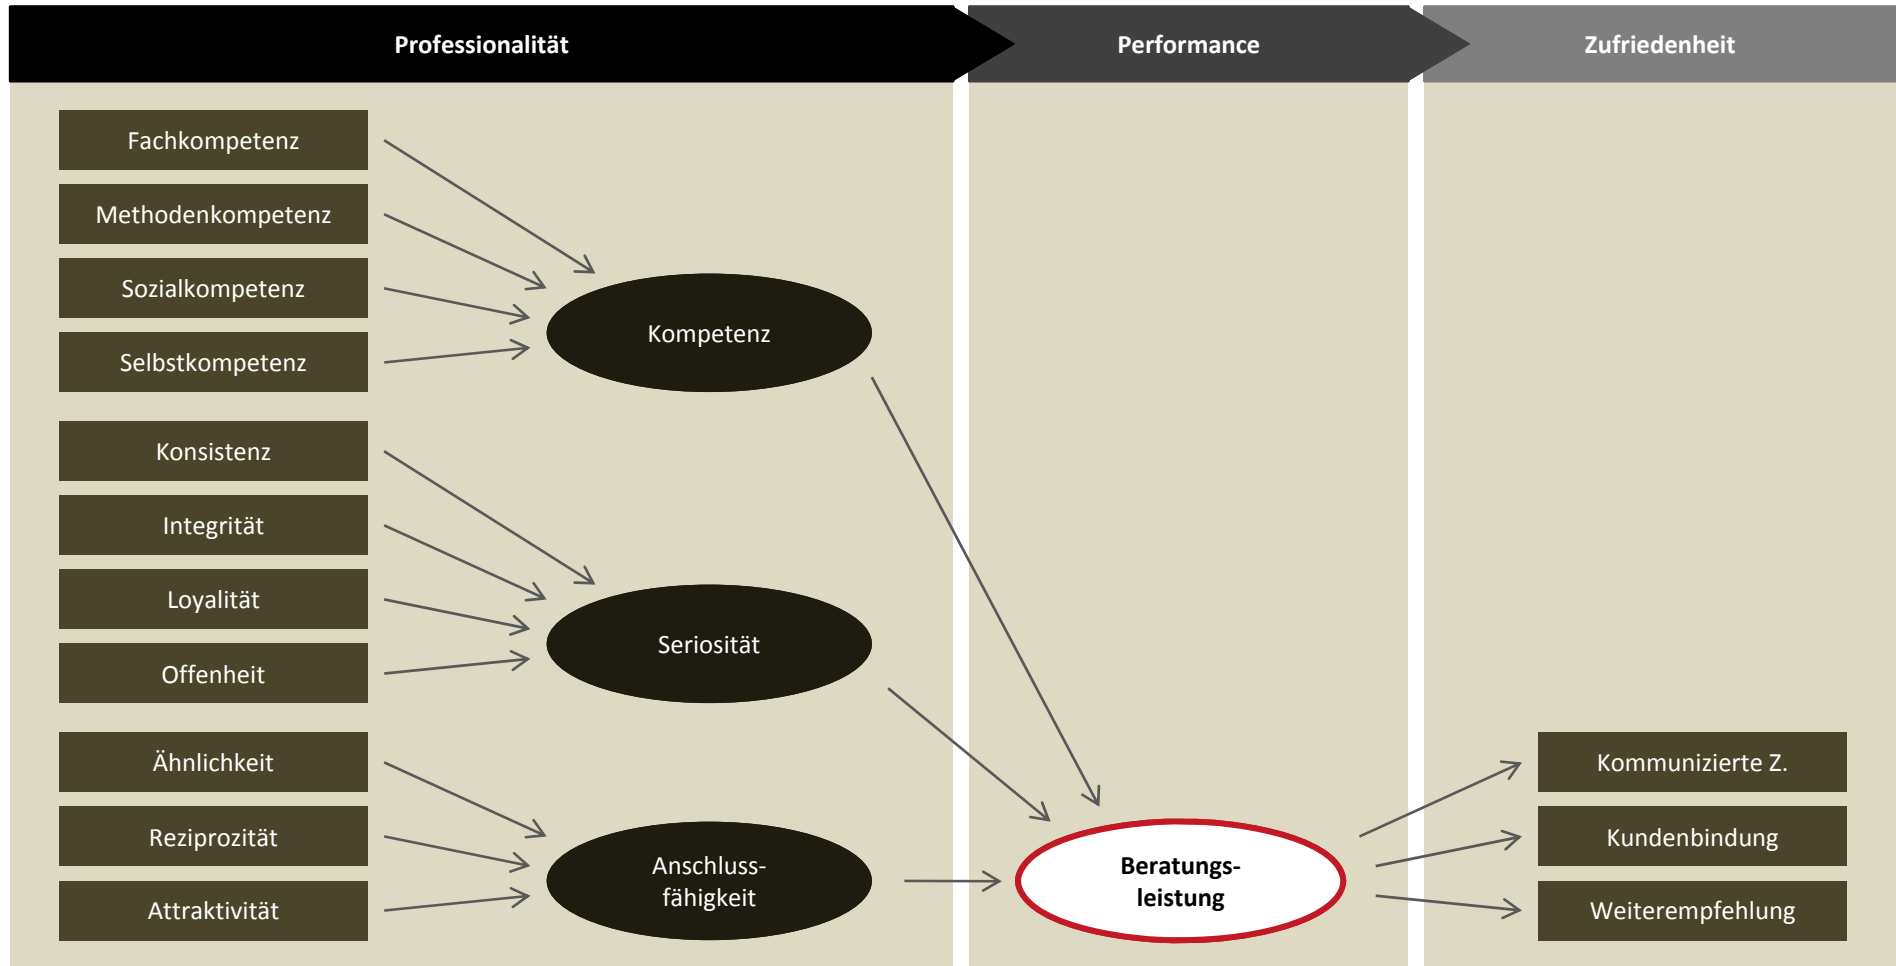 Professionalität
Performance
Zufriedenheit
Fachkompetenz
Methodenkompetenz
Sozialkompetenz
Selbstkompetenz
Kompetenz
Konsistenz
Integrität
Loyalität
Offenheit
Seriosität
Ähnlichkeit
Reziprozität
Attraktivität
Anschluss-
fähigkeit
Beratungs-
leistung
Kommunizierte Z.
Kundenbindung
Weiterempfehlung